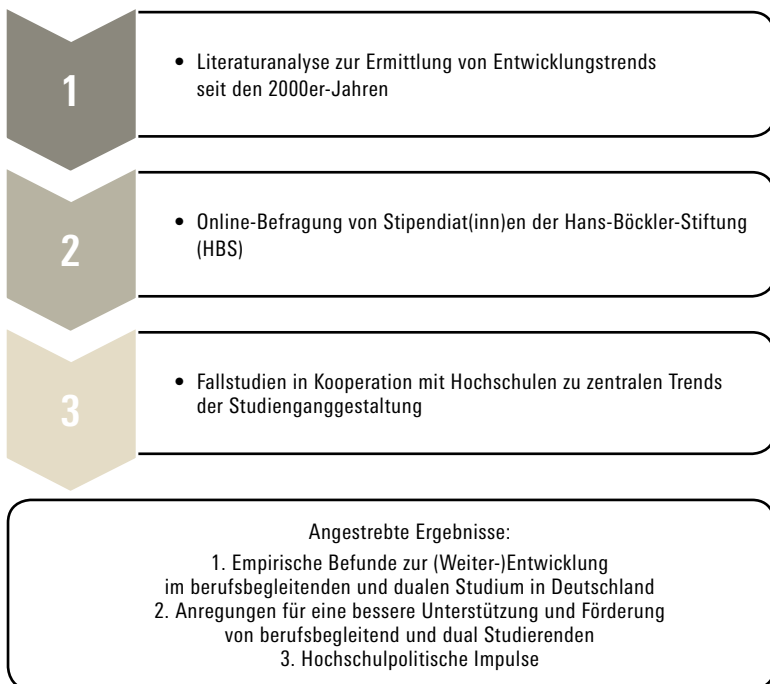 1
• Literaturanalyse zur Ermittlung von Entwicklungstrends
seit den 2000er-Jahren
2
• Online-Befragung von Stipendiat(inn)en der Hans-Böckler-Stiftung
(HBS)
3
• Fallstudien in Kooperation mit Hochschulen zu zentralen Trends
der Studienganggestaltung
Angestrebte Ergebnisse:
1. Empirische Befunde zur (Weiter-)Entwicklung
im berufsbegleitenden und dualen Studium in Deutschland
2. Anregungen für eine bessere Unterstützung und Förderung
von berufsbegleitend und dual Studierenden
3. Hochschulpolitische Impulse